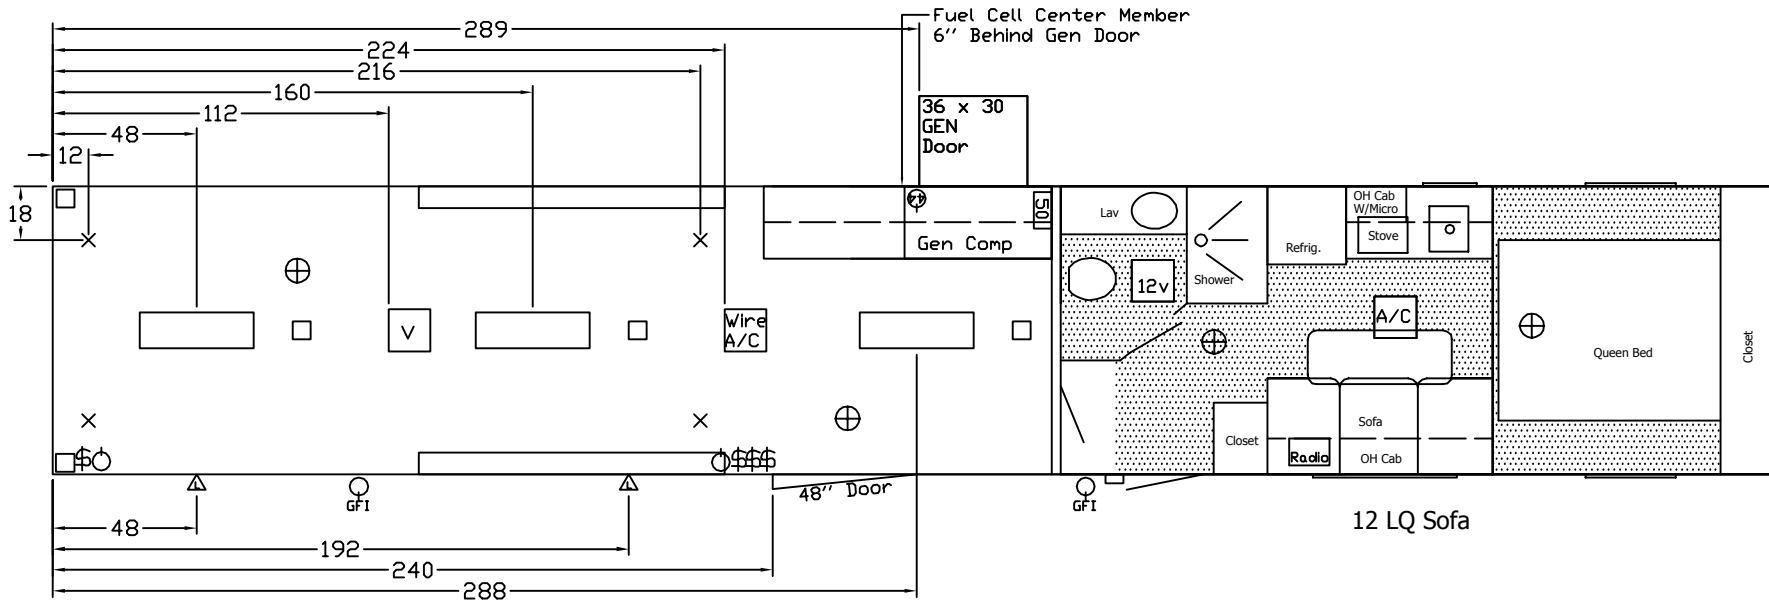 289
Fuel Cell Center Member
6″ Behind Gen Door
224
216
160
112
48
12
18
36 x 30
GEN
Door
50
Gen Comp
Lav
12v
Shower
Refrig.
OH Cab
W/Micro
Stove
V
Wire
A/C
A/C
Queen Bed
Closet
Closet
Sofa
Radio
OH Cab
$
$$$
L
L
GFI
48″ Door
GFI
12 LQ Sofa
48
192
240
288